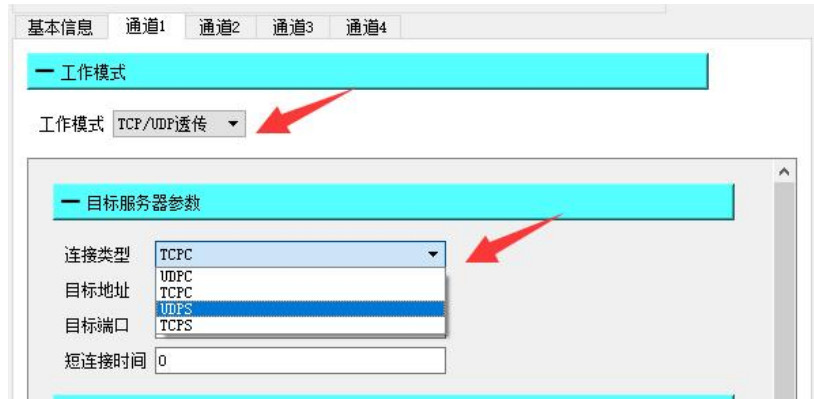 基本信息 通道1 通道2 通道3 通道4
工作模式
工作模式 TCP/UDP透传
目标服务器参数
连接类型 TCPC
UDPC
目标地址 TCPC
UDPS
目标端口 TCPS
短连接时间 0